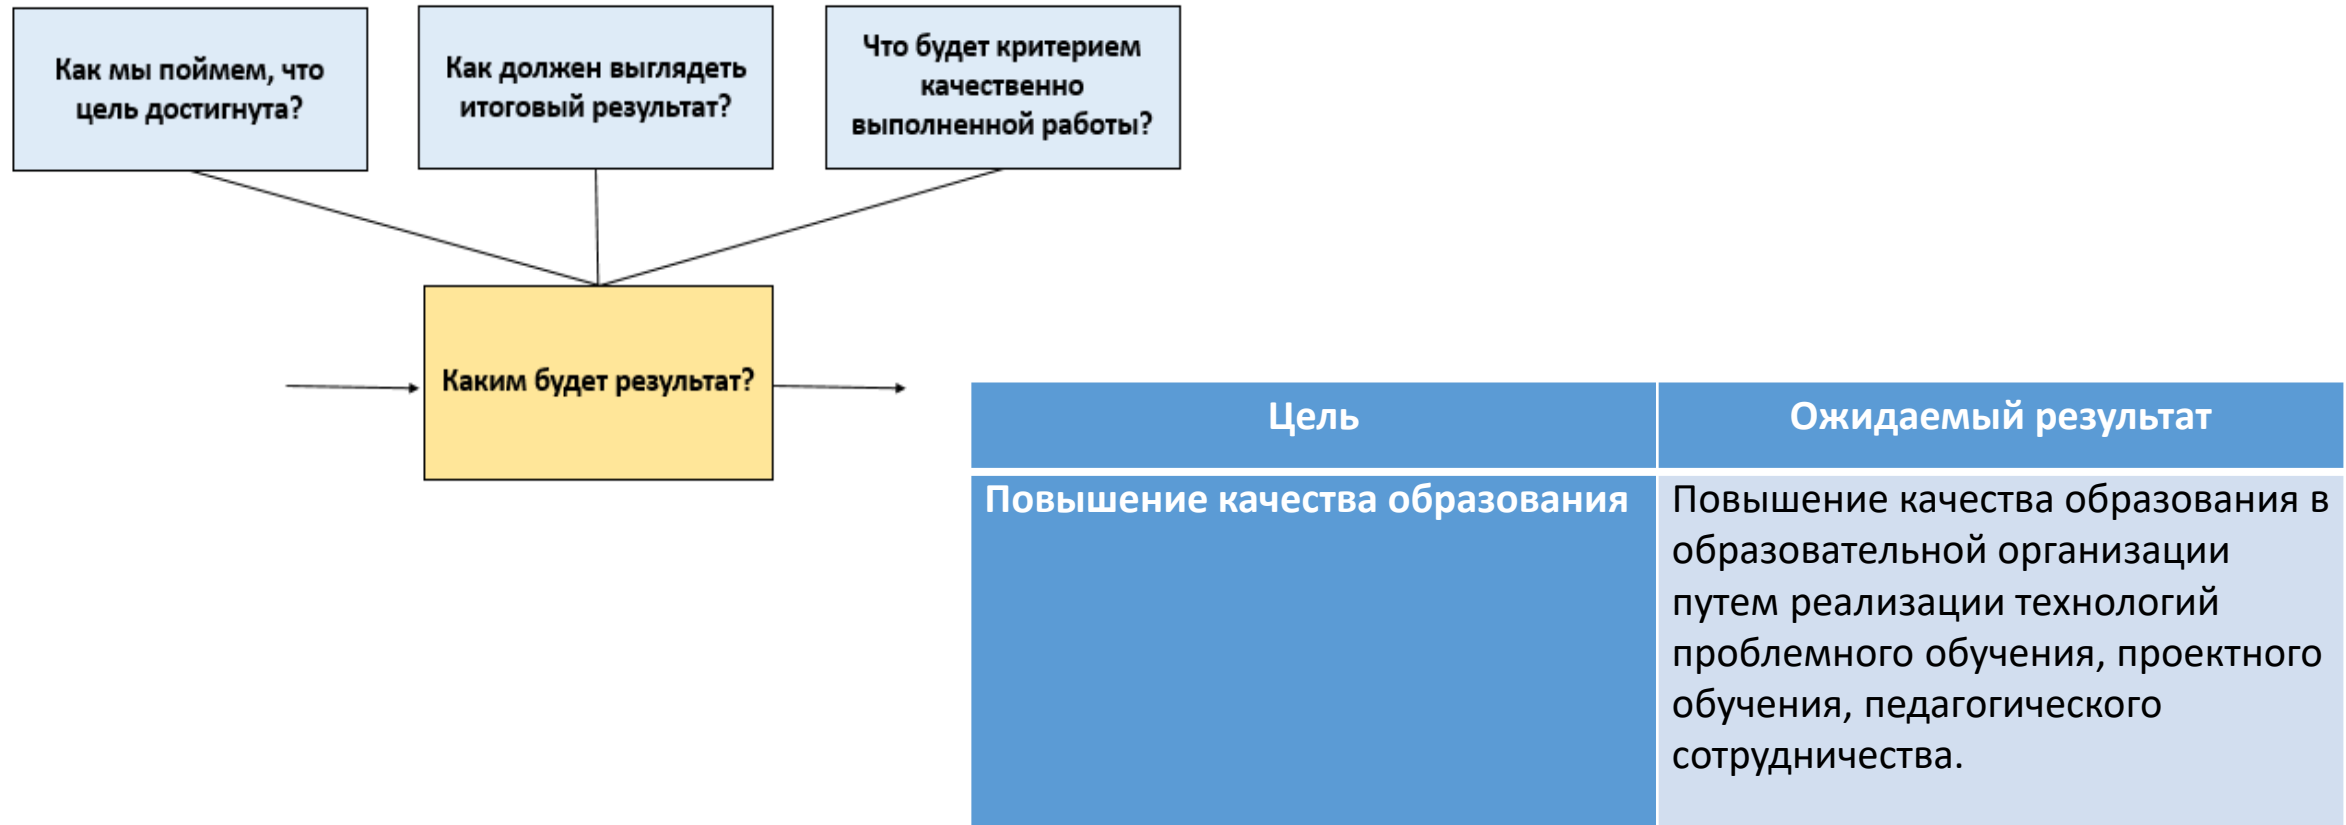 Как мы поймем, что
цель достигнута?
Как должен выглядеть
итоговый результат?
Что будет критерием
качественно
выполненной работы?
Каким будет результат?
Цель
Ожидаемый результат
Повышение качества образования
Повышение качества образования в
образовательной организации
путем реализации технологий
проблемного обучения, проектного
обучения, педагогического
сотрудничества.